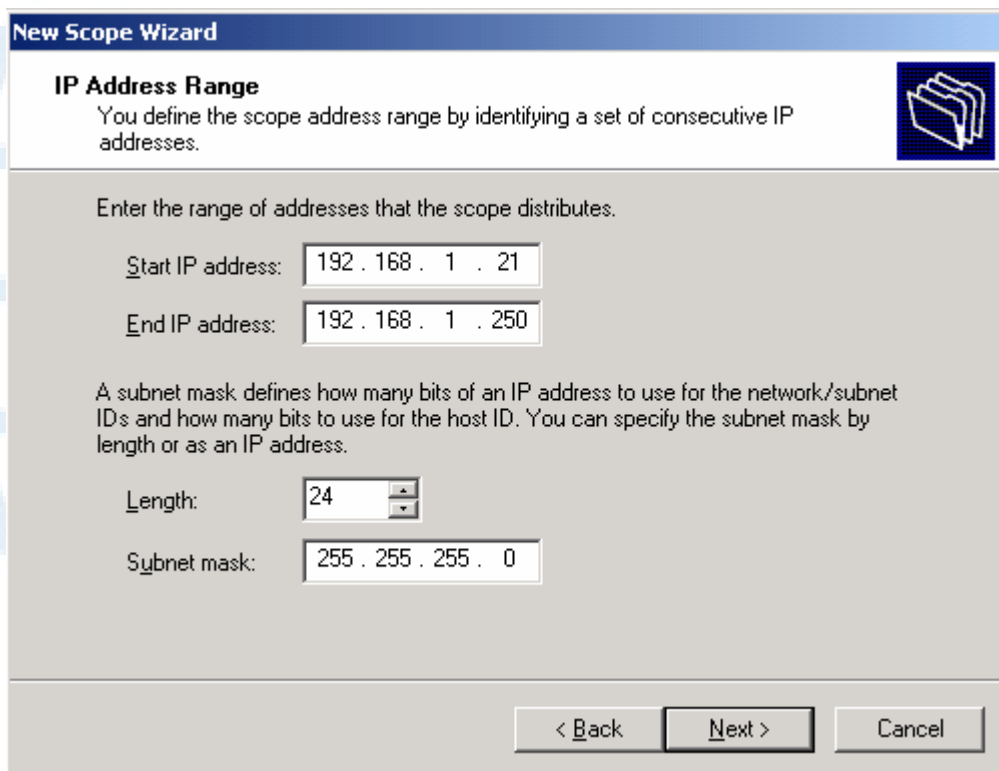 New Scope Wizard
IP Address Range
You define the scope address range by identifying a set of consecutive IP
addresses.
Enter the range of addresses that the scope distributes.
Start IP address: 192 . 168 . 1 . 21
End IP address: 192 . 168 . 1 . 250
A subnet mask defines how many bits of an IP address to use for the network/subnet
IDs and how many bits to use for the host ID. You can specify the subnet mask by
length or as an IP address.
Length: 24
Subnet mask: 255 . 255 . 255 . 0
< Back Next > Cancel